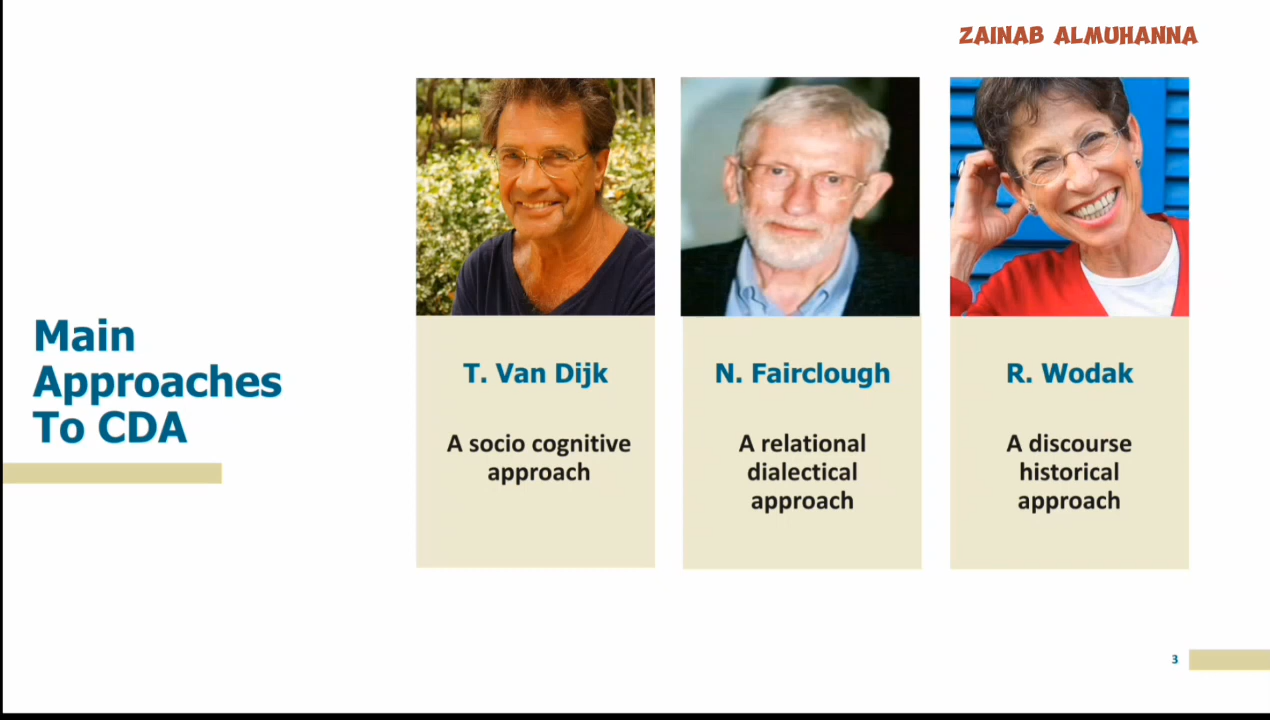 ZAINAB ALMUHANNA
Main
Approaches
To CDA
T. Van Dijk
A socio cognitive
approach
N. Fairclough
A relational
dialectical
approach
R. Wodak
A discourse
historical
approach
3